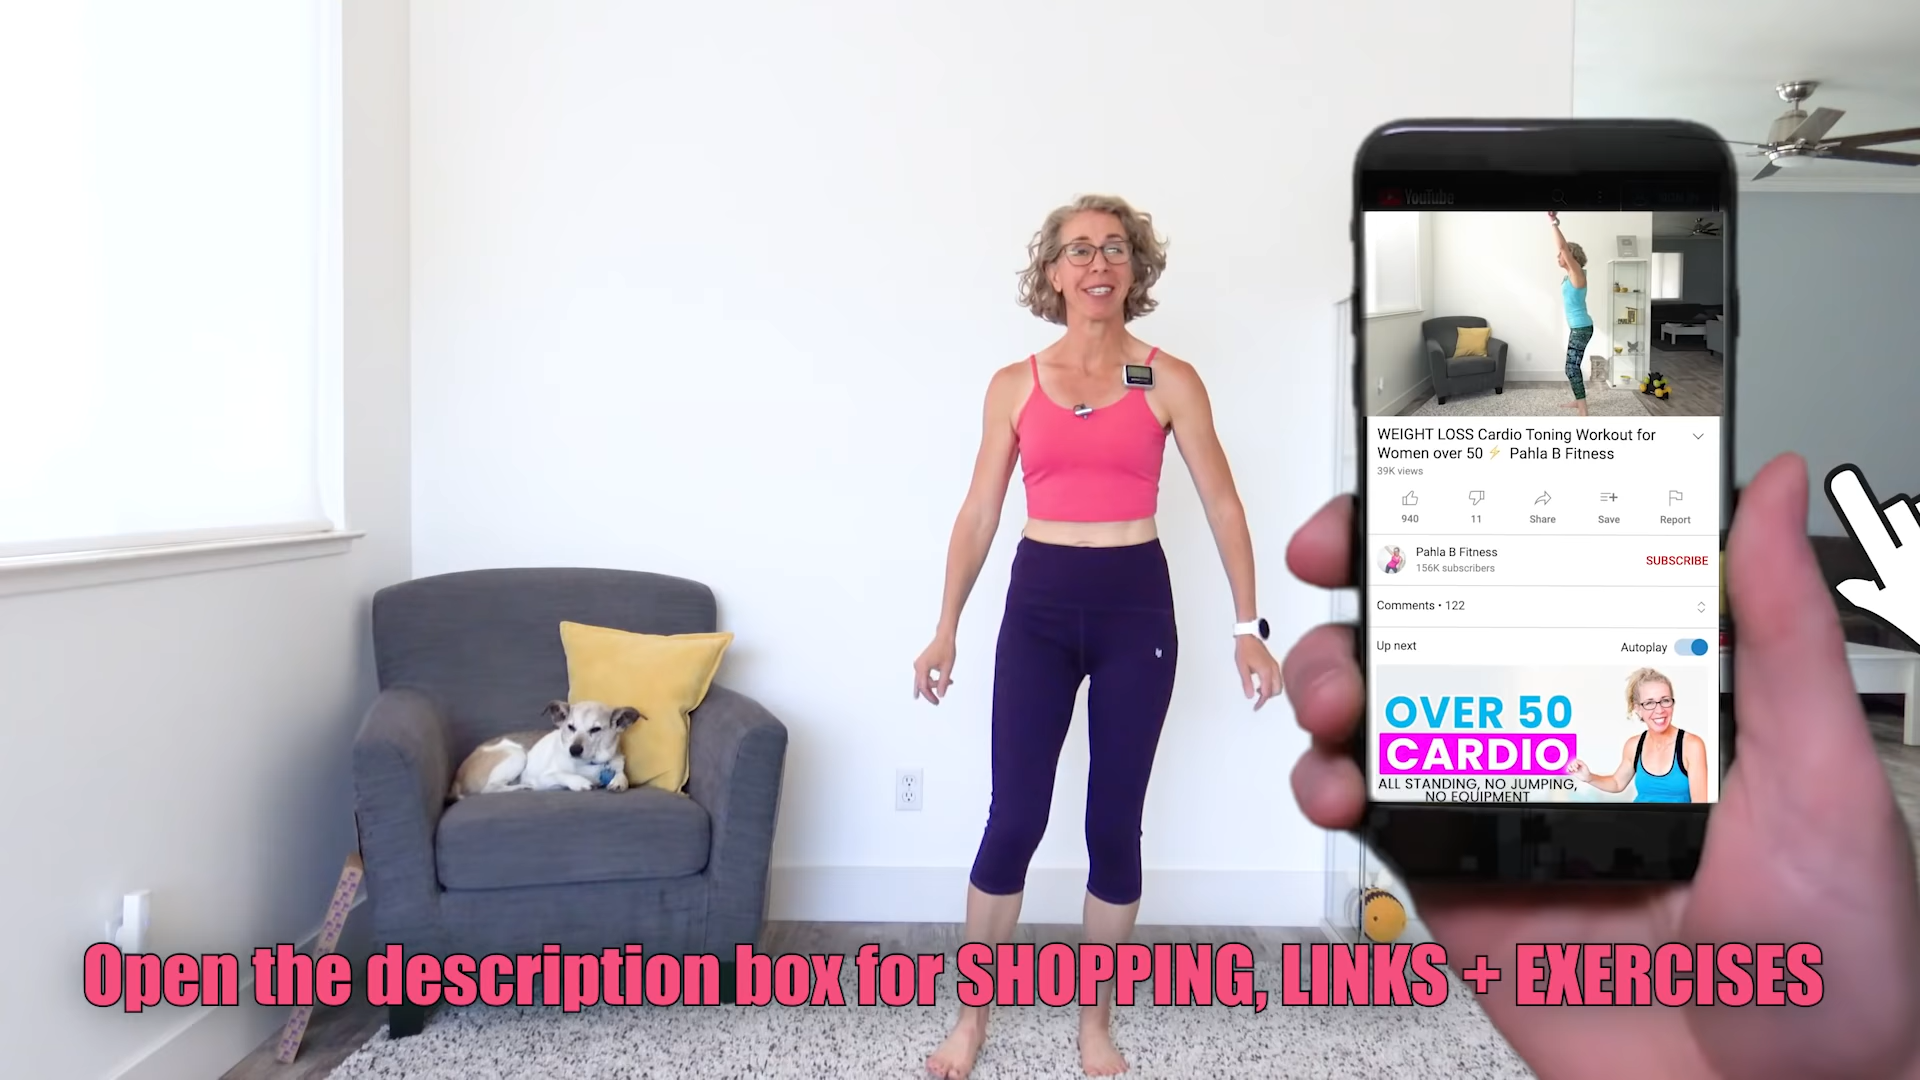 YouTube
WEIGHT LOSS Cardio Toning Workout for
Women over 50 ⚡ Pahla B Fitness
39K views
940
11
Share
Save
Report
Pahla B Fitness
156K subscribers
SUBSCRIBE
Comments • 122
Up next
Autoplay
OVER 50
CARDIO
ALL STANDING, NO JUMPING,
NO EQUIPMENT
Open the description box for SHOPPING, LINKS + EXERCISES